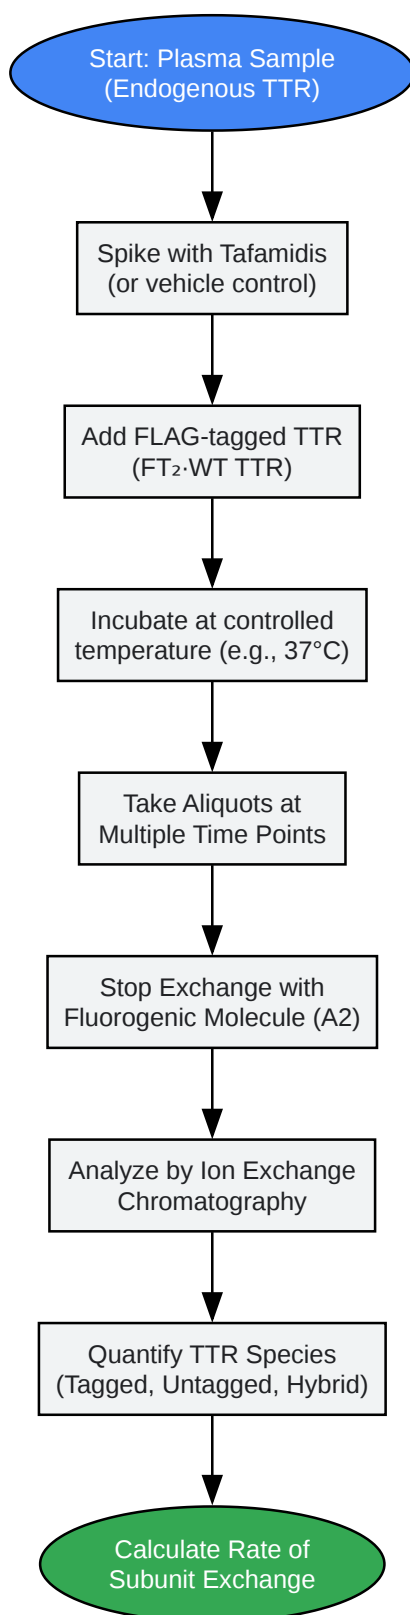 Start: Plasma Sample
(Endogenous TTR)
Spike with Tafamidis
(or vehicle control)
Add FLAG-tagged TTR
(FT₂·WT TTR)
Incubate at controlled
temperature (e.g., 37°C)
Take Aliquots at
Multiple Time Points
Stop Exchange with
Fluorogenic Molecule (A2)
Analyze by Ion Exchange
Chromatography
Quantify TTR Species
(Tagged, Untagged, Hybrid)
Calculate Rate of
Subunit Exchange